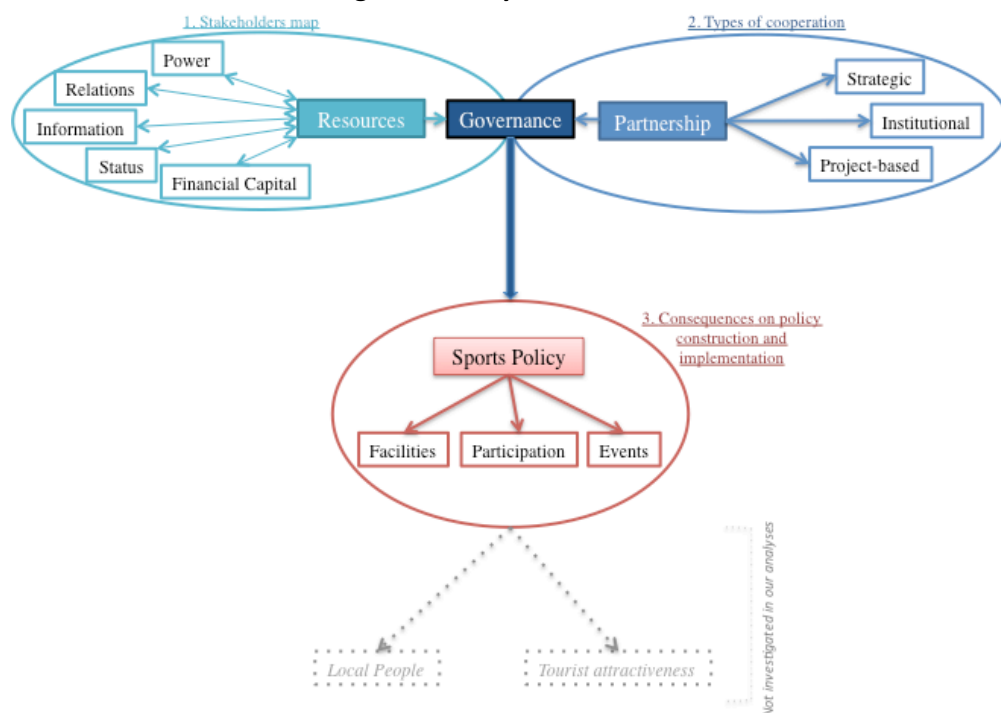 1. Stakeholders map
2. Types of cooperation
Power
Relations
Information
Status
Financial Capital
Resources
Governance
Partnership
Strategic
Institutional
Project-based
3. Consequences on policy
construction and
implementation
Sports Policy
Facilities
Participation
Events
Not investigated in our analyses
Local People
Tourist attractiveness